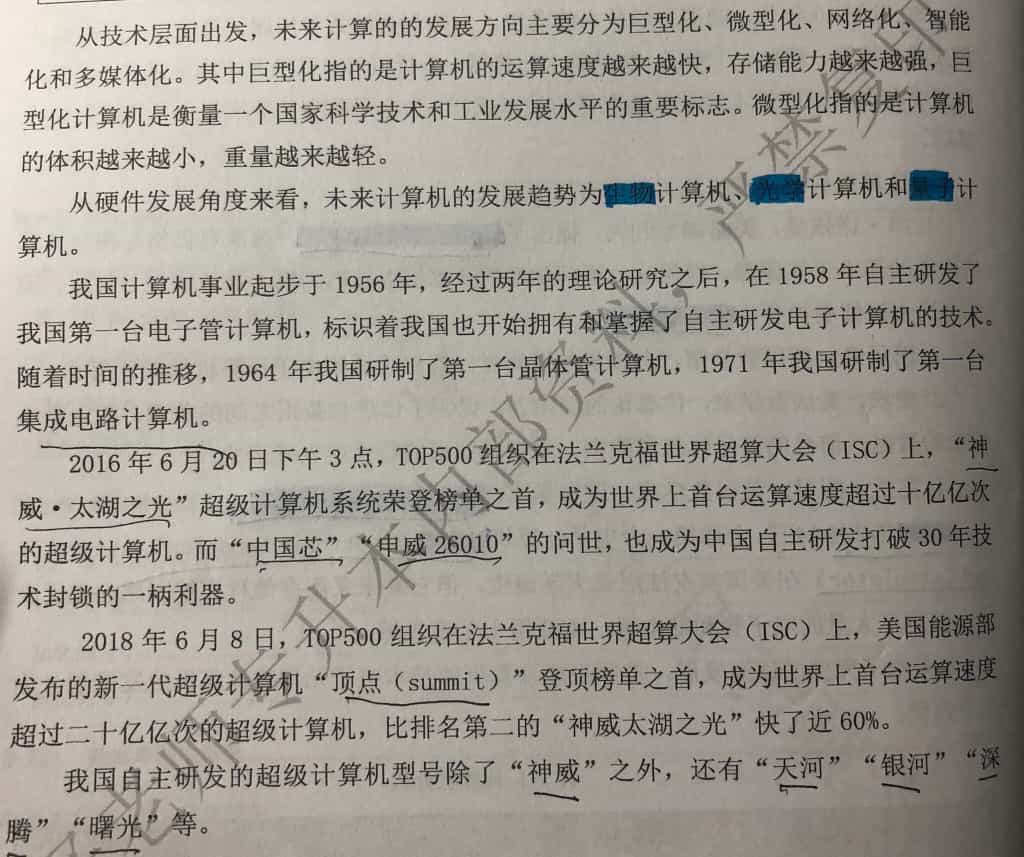 从技术层面出发，未来计算的的发展方向主要分为巨型化、微型化、网络化、智能
化和多媒体化。其中巨型化指的是计算机的运算速度越来越快，存储能力越来越强，巨
型化计算机是衡量一个国家科学技术和工业发展水平的重要标志。微型化指的是计算机
的体积越来越小，重量越来越轻。
从硬件发展角度来看，未来计算机的发展趋势为生物计算机、光学计算机和量子计
算机。
我国计算机事业起步于 1956 年，经过两年的理论研究之后，在 1958 年自主研发了
我国第一台电子管计算机，标识着我国也开始拥有和掌握了自主研发电子计算机的技术。
随着时间的推移，1964 年我国研制了第一台晶体管计算机，1971 年我国研制了第一台
集成电路计算机。
2016 年 6 月 20 日下午 3 点，TOP500 组织在法兰克福世界超算大会（ISC）上，“神
威·太湖之光”超级计算机系统荣登榜单之首，成为世界上首台运算速度超过十亿亿次
的超级计算机。而“中国芯”“申威 26010”的问世，也成为中国自主研发打破 30 年技
术封锁的一柄利器。
2018 年 6 月 8 日，TOP500 组织在法兰克福世界超算大会（ISC）上，美国能源部
发布的新一代超级计算机“顶点（summit）”登顶榜单之首，成为世界上首台运算速度
超过二十亿亿次的超级计算机，比排名第二的“神威太湖之光”快了近 60%。
我国自主研发的超级计算机型号除了“神威”之外，还有“天河”“银河”“深
腾”“曙光”等。
老师专升本内部资料，严禁复印